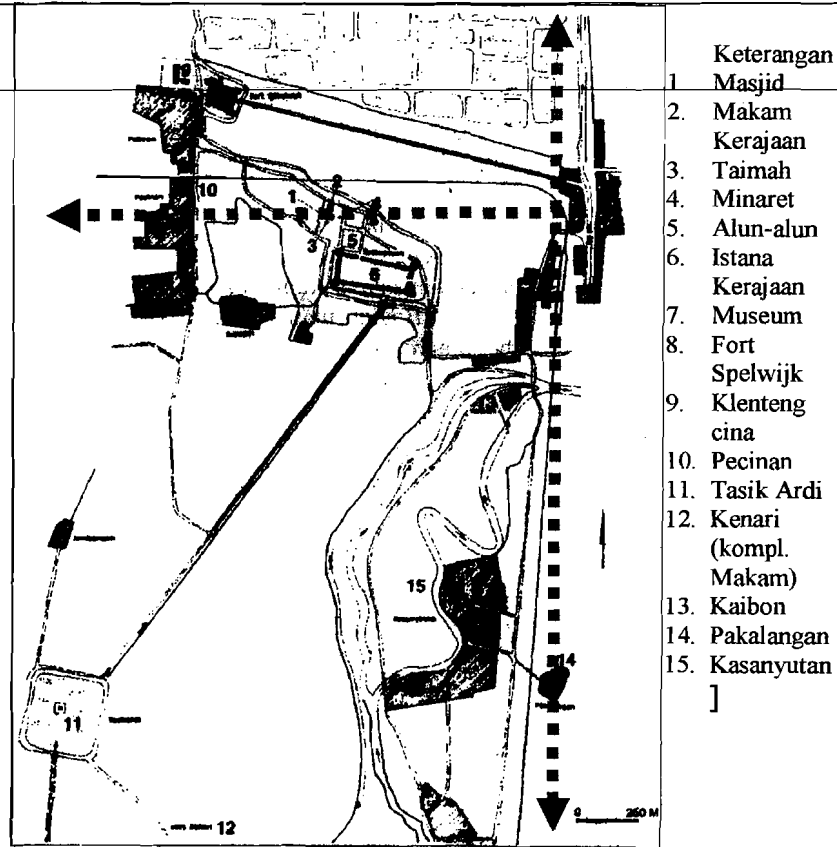 Keterangan
1 Masjid
2. Makam
Kerajaan
3. Taimah
4. Minaret
5. Alun-alun
6. Istana
Kerajaan
7. Museum
8. Fort
Spelwijk
9. Klenteng
cina
10. Pecinan
11. Tasik Ardi
12. Kenari
(kompl.
Makam)
13. Kaibon
14. Pakalangan
15. Kasanyutan
]
10
1
2
4
3
5
6
13
15
14
11
12
0 250 M